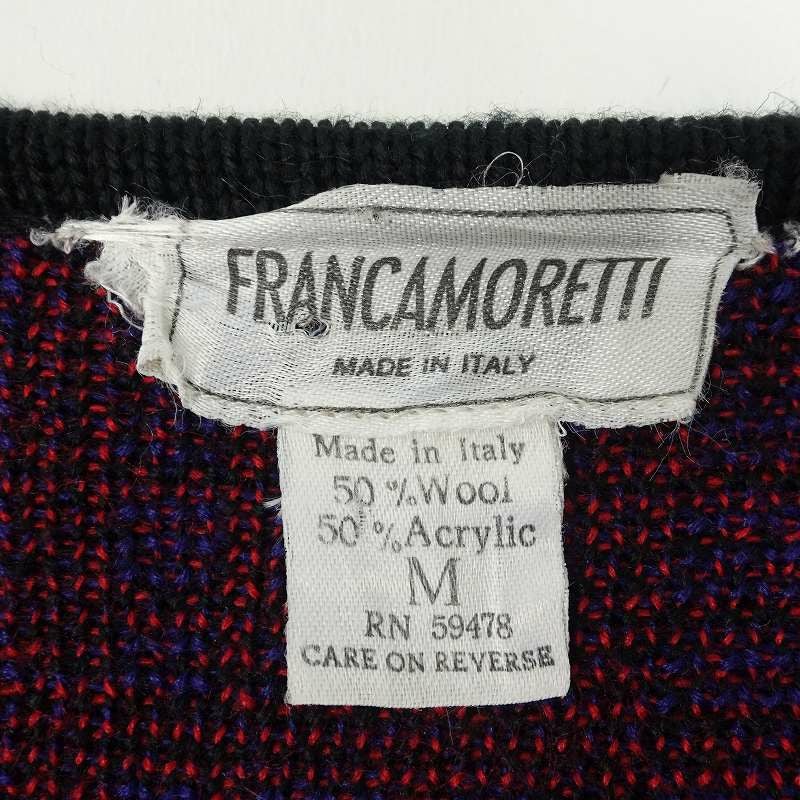 FRANCAMORETTI
MADE IN ITALY
Made in Italy
50 % Wool
50 % Acrylic
M
RN 59478
CARE ON REVERSE